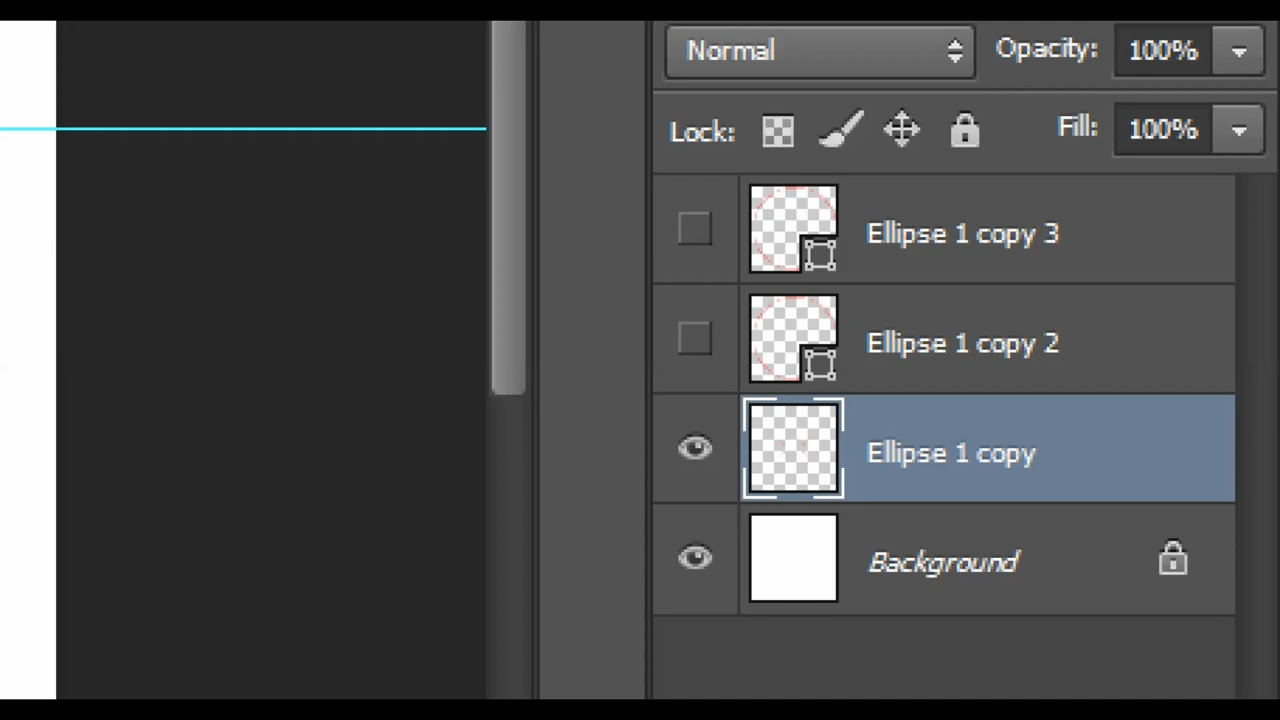 Normal Opacity: 100%
Lock: Fill: 100%
Ellipse 1 copy 3
Ellipse 1 copy 2
Ellipse 1 copy
Background